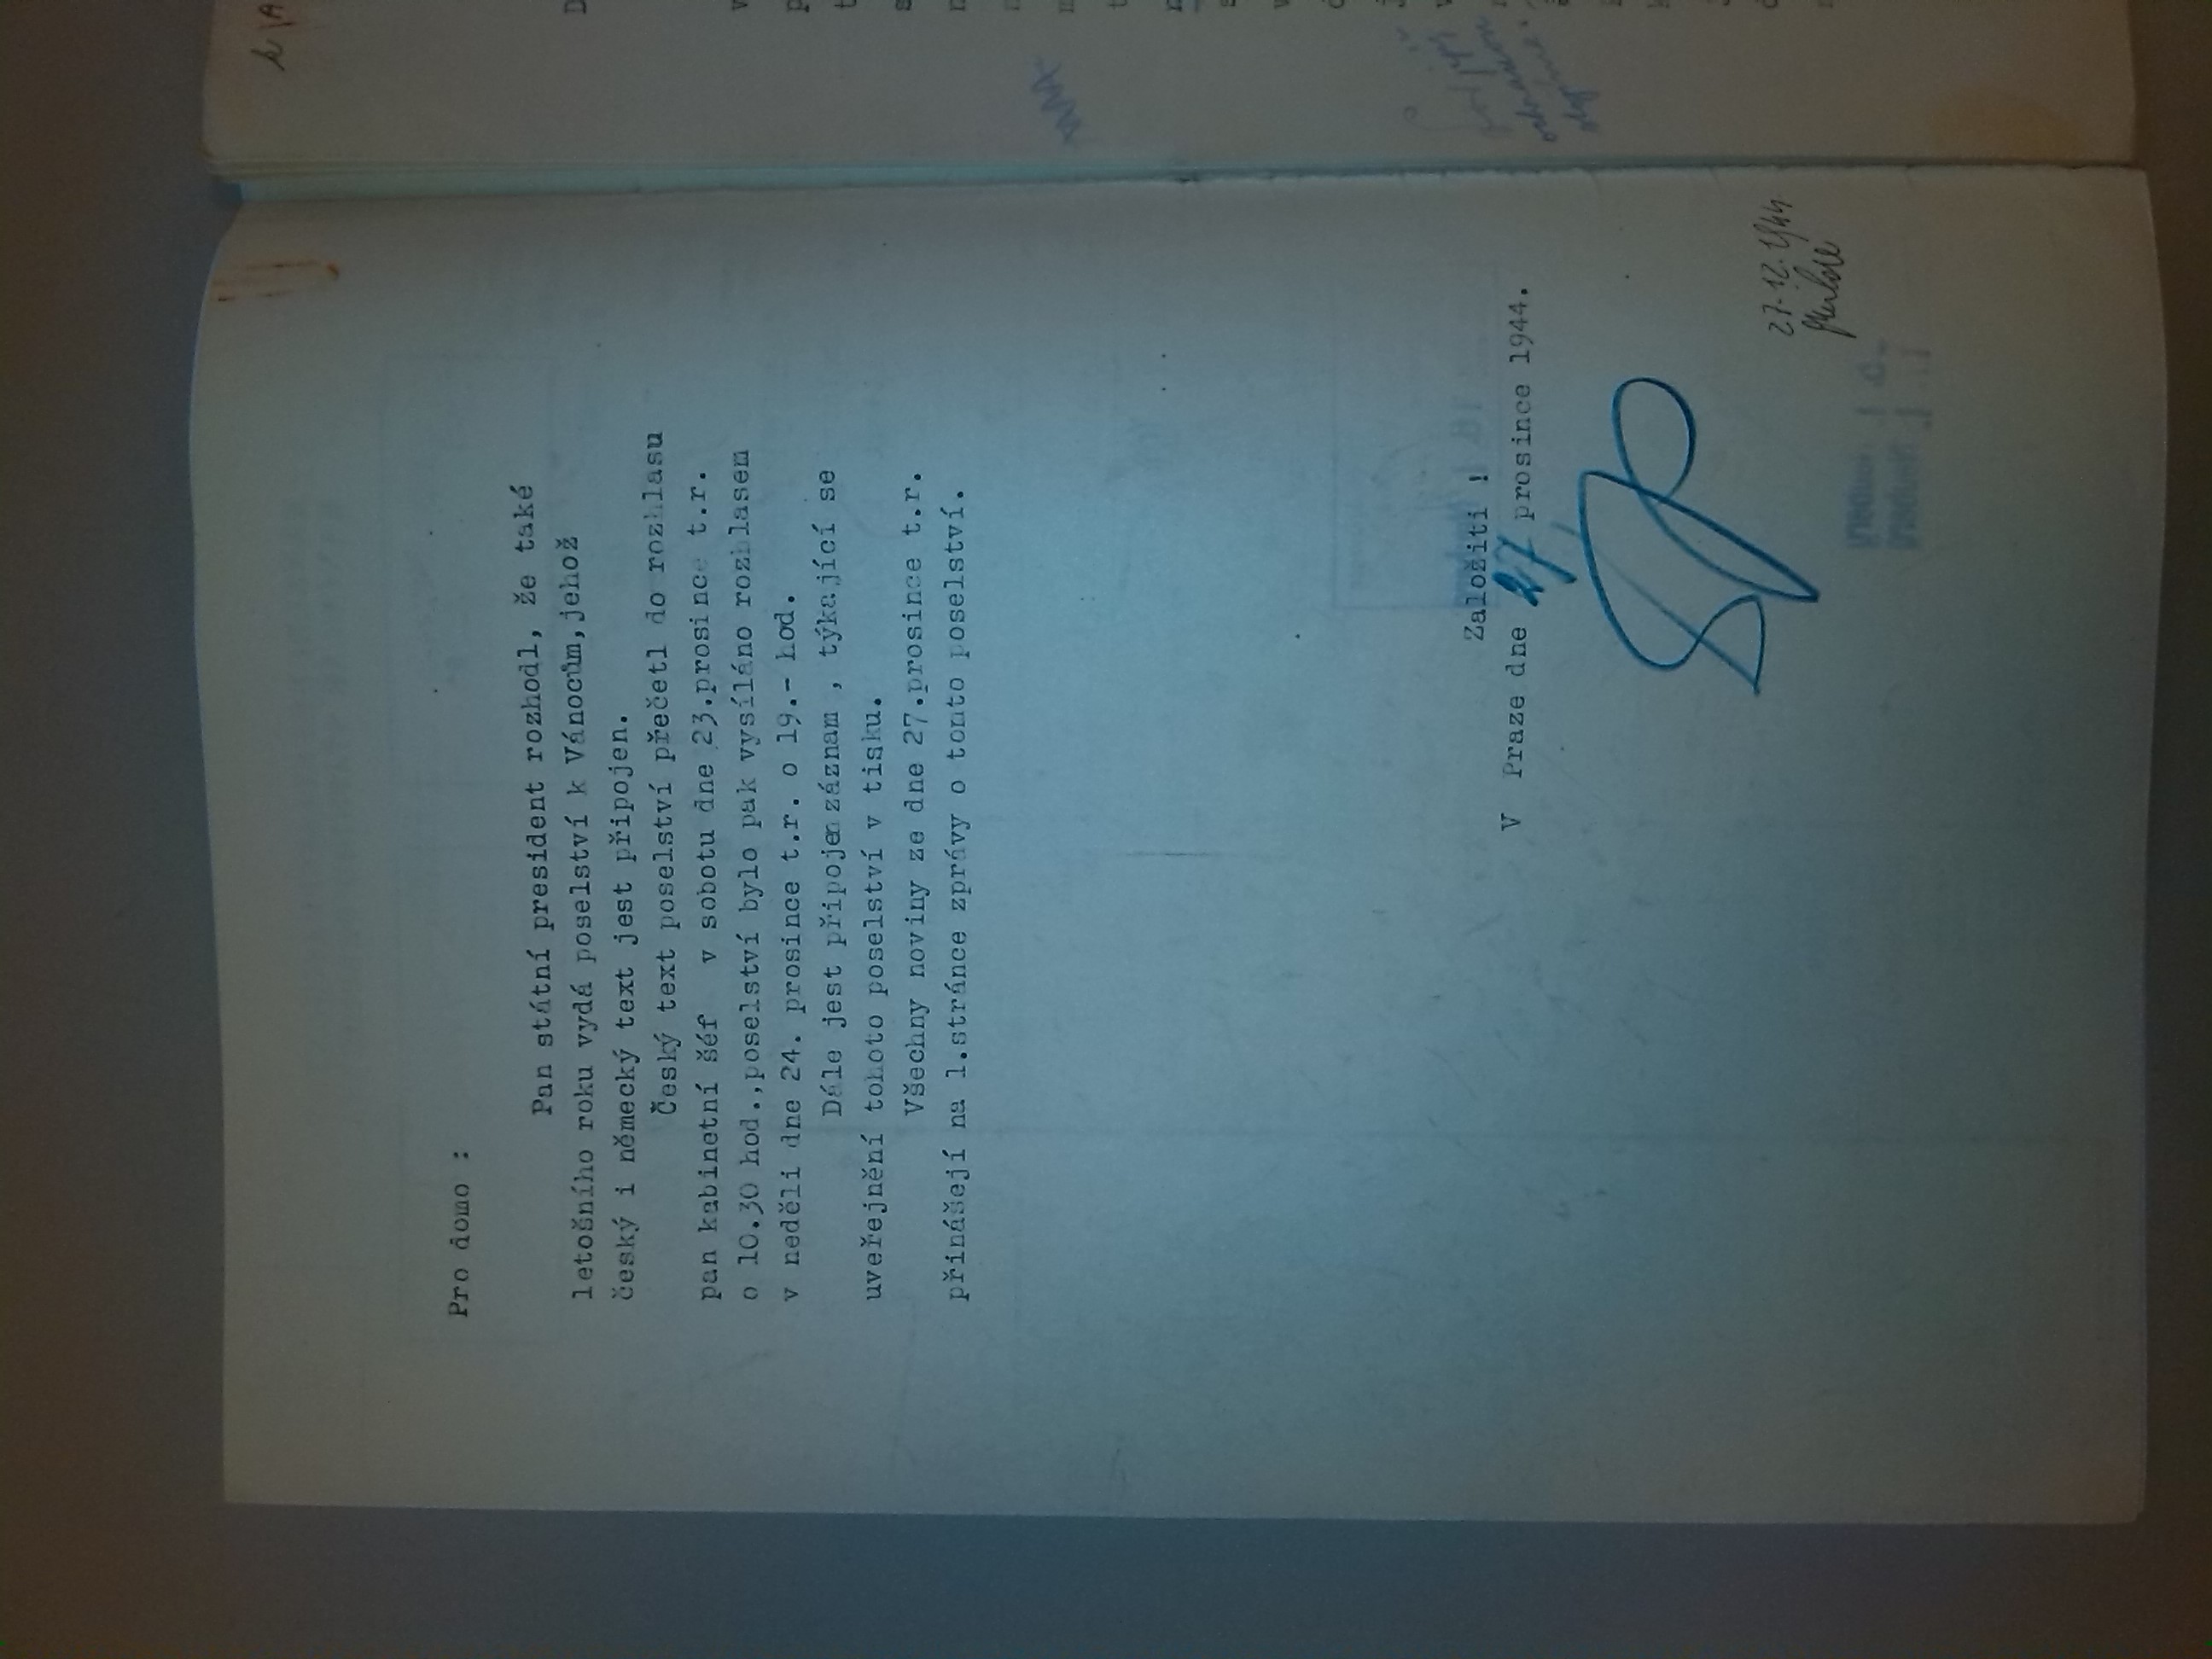 Pro domo :
Pan státní president rozhodl, že také
letošního roku vydá poselství k Vánocům,jehož
český i německý text jest připojen.
Český text poselství přečetl do rozhlasu
pan kabinetní šéf v sobotu dne 23.prosince t.r.
o 10.30 hod.,poselství bylo pak vysíláno rozhlasem
v neděli dne 24. prosince t.r. o 19.- hod.
Dále jest připojen záznam , týkající se
uveřejnění tohoto poselství v tisku.
Všechny noviny ze dne 27.prosince t.r.
přinášejí na 1.stránce zprávy o tomto poselství.
Založiti !
V Praze dne 27 prosince 1944.
27.12.1944